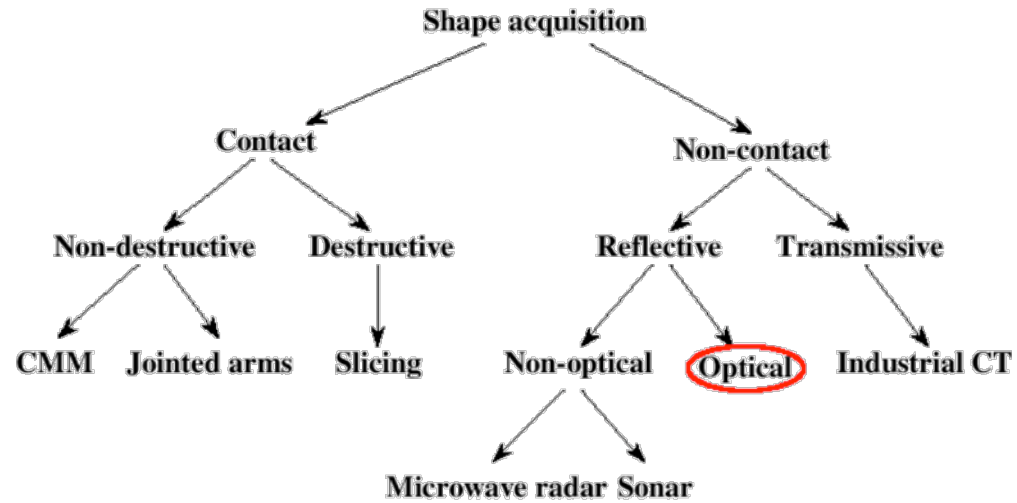 Shape acquisition
Contact
Non-contact
Non-destructive
Destructive
Reflective
Transmissive
CMM
Jointed arms
Slicing
Non-optical
Optical
Industrial CT
Microwave radar
Sonar